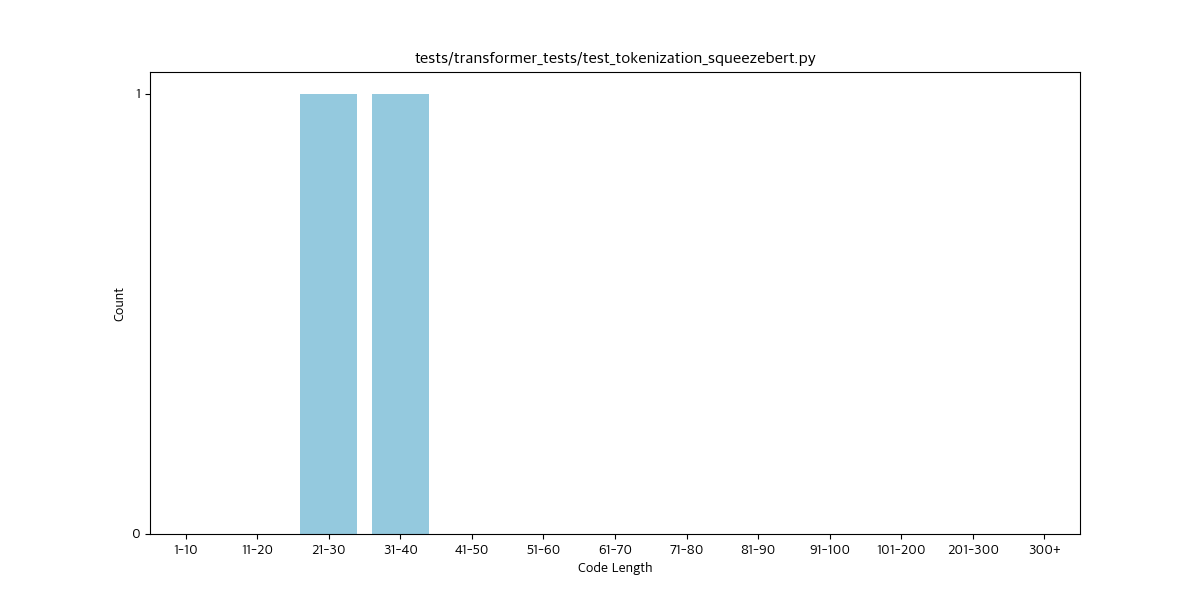 tests/transformer_tests/test_tokenization_squeezebert.py
1
Count
0
1-10 11-20 21-30 31-40 41-50 51-60 61-70 71-80 81-90 91-100 101-200 201-300 300+
Code Length